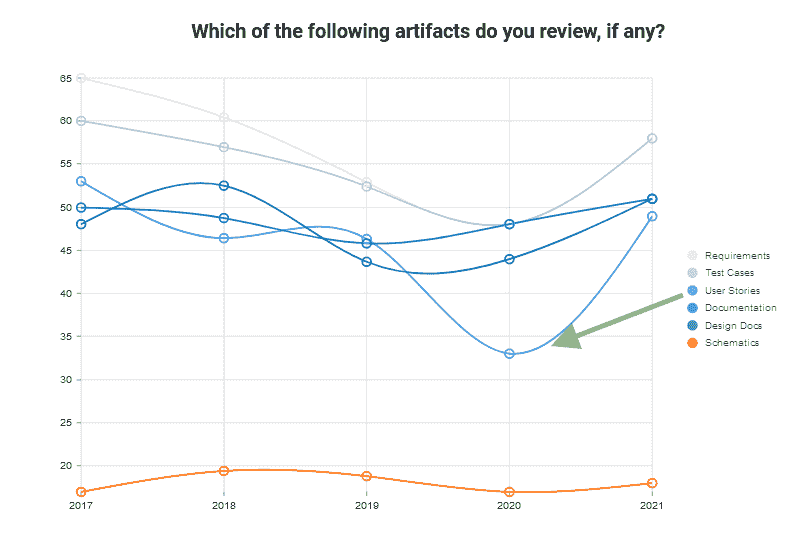 Which of the following artifacts do you review, if any?
65
60
55
50
45
40
35
30
25
20
2017 2018 2019 2020 2021
Requirements
Test Cases
User Stories
Documentation
Design Docs
Schematics